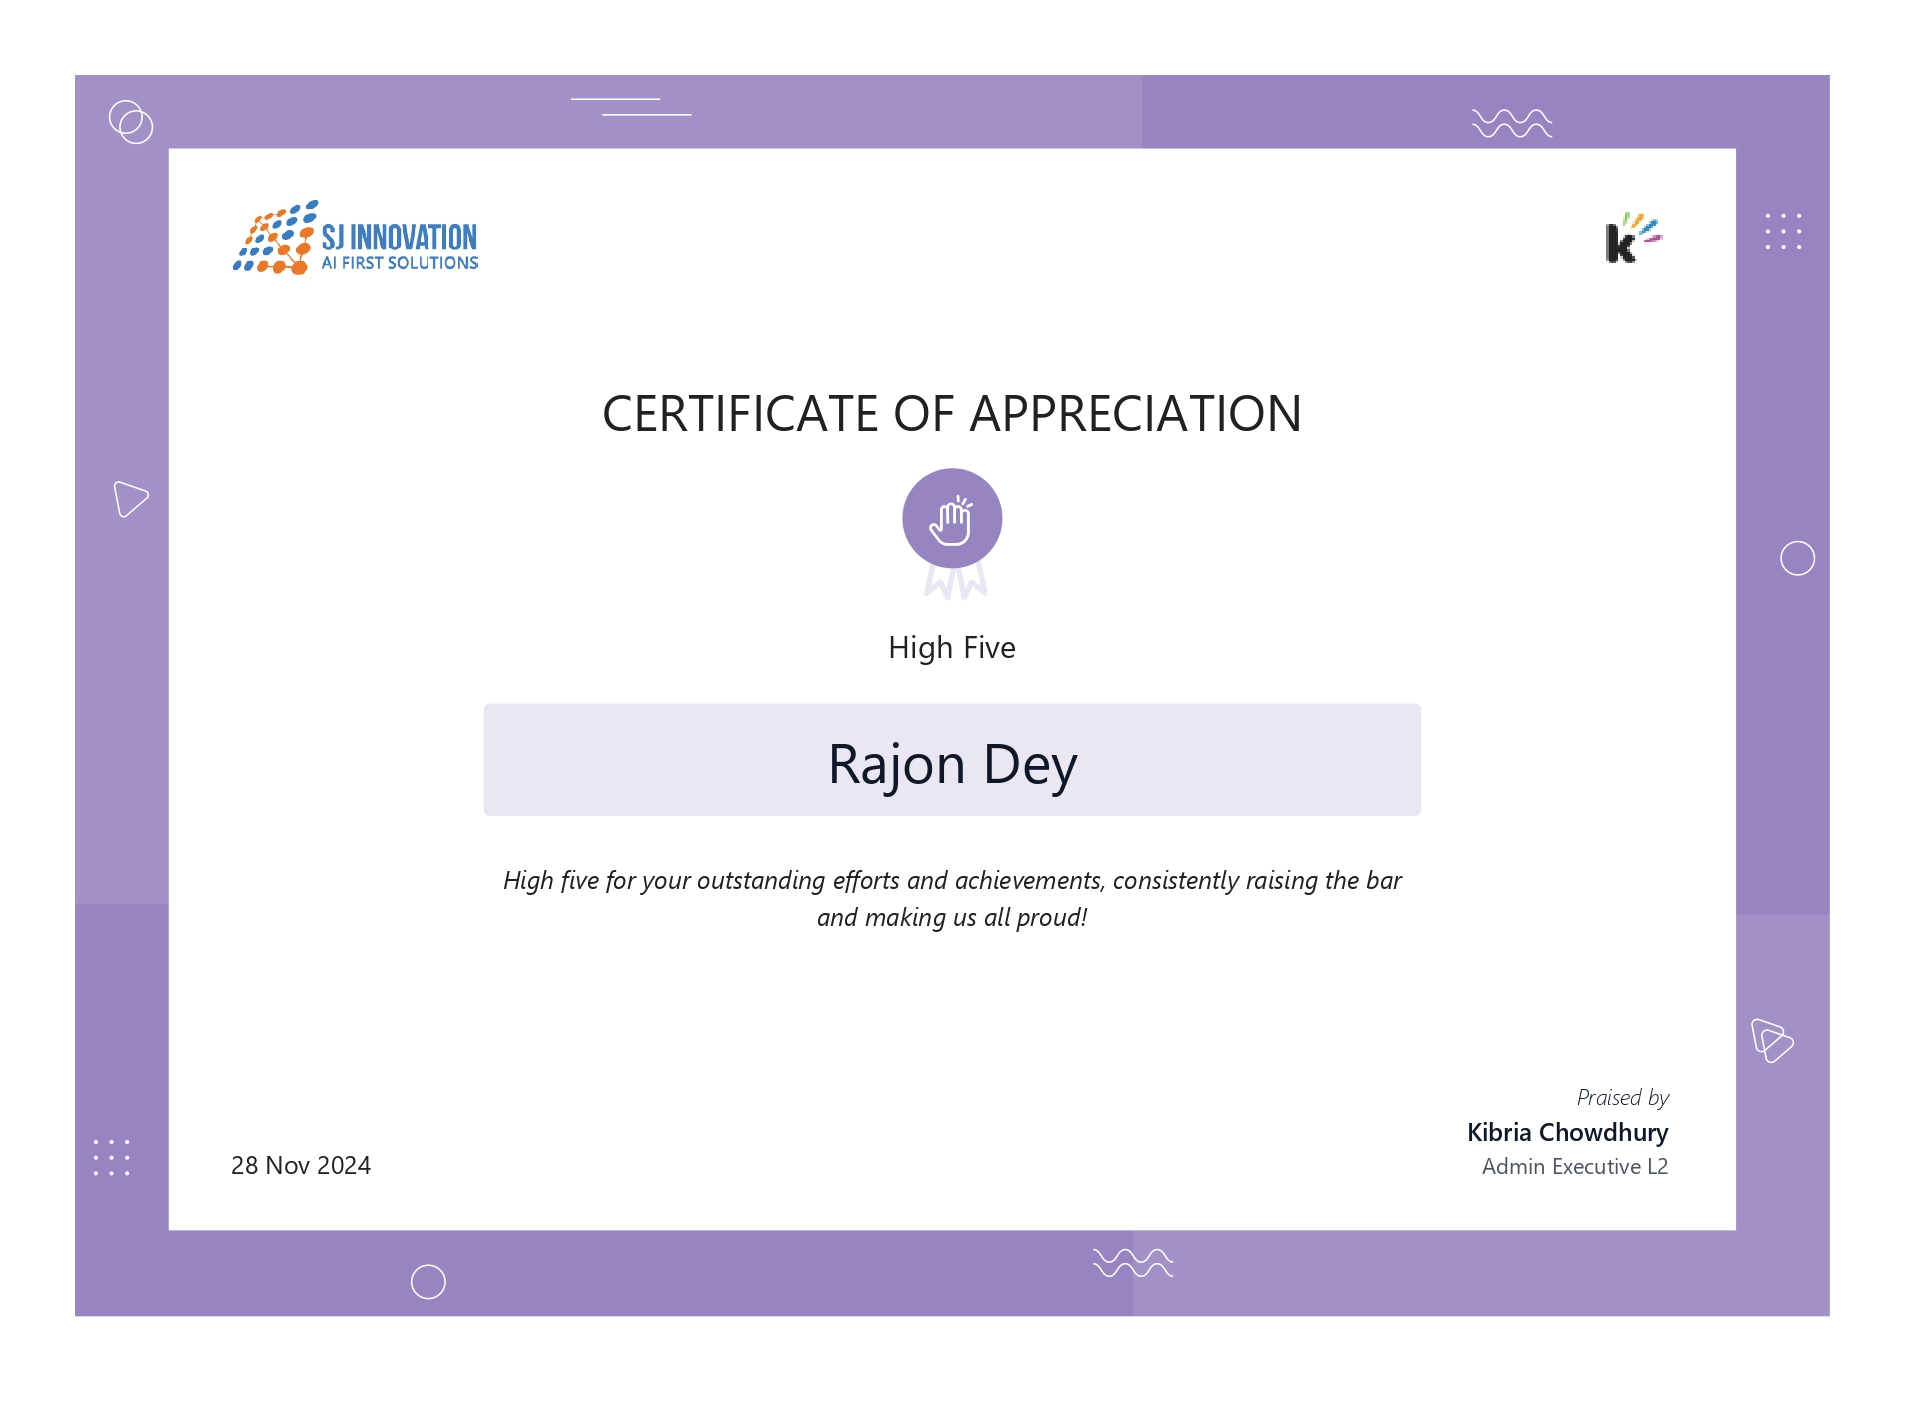 SJ INNOVATION
AI FIRST SOLUTIONS
k
CERTIFICATE OF APPRECIATION
High Five
Rajon Dey
High five for your outstanding efforts and achievements, consistently raising the bar
and making us all proud!
Praised by
Kibria Chowdhury
Admin Executive L2
28 Nov 2024